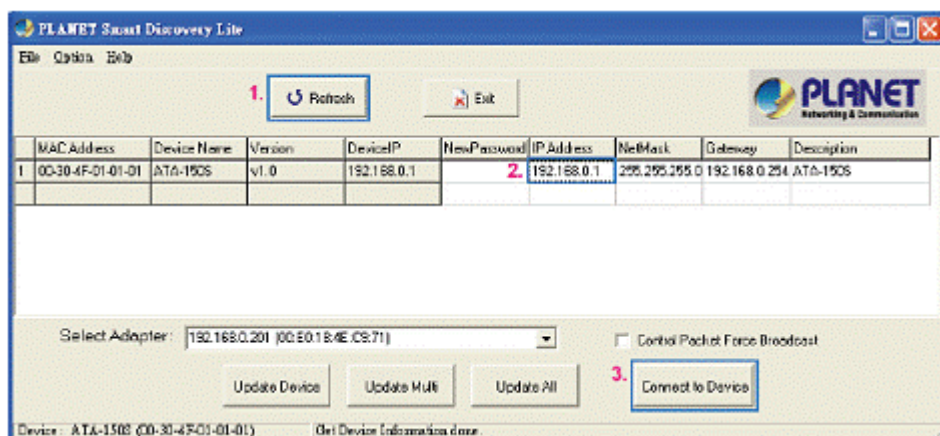 PLANET Smart Discovery Lite
File Option Help
1. Refresh Exit PLANET
Networking & Communication
MAC Address Device Name Version DeviceIP NewPassword IP Address NetMask Gateway Description
1 00-30-4F-01-01-01 ATA-150S v1.0 192.168.0.1 2. 192.168.0.1 255.255.255.0 192.168.0.254 ATA-150S
Select Adapter: 192.168.0.201 (00:E0:18:4E:C9:71)
Control Packet Force Broadcast
Update Device Update Multi Update All 3. Connect to Device
Device : ATA-150S (00-30-4F-01-01-01) Get Device Information done.